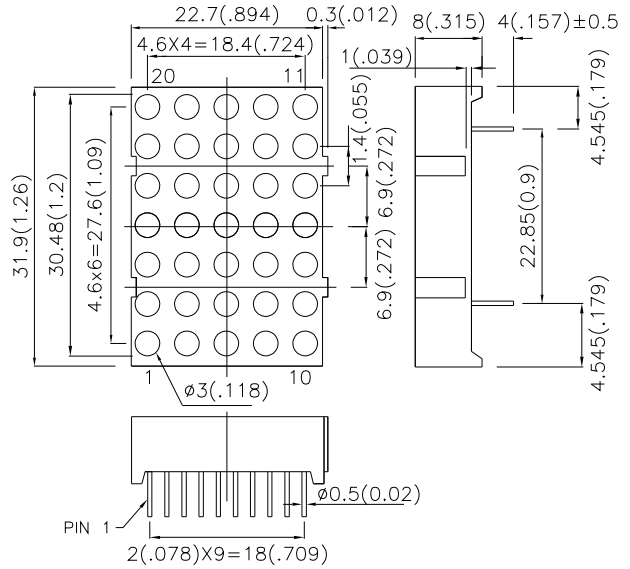 22.7(.894)
0.3(.012)
8(.315)
4(.157)±0.5
4.6X4=18.4(.724)
1(.039)
20
11
1.4(.055)
4.545(.179)
31.9(1.26)
30.48(1.2)
4.6x6=27.6(1.09)
6.9(.272)
6.9(.272)
22.85(0.9)
4.545(.179)
1
10
ø3(.118)
ø0.5(0.02)
PIN 1
2(.078)X9=18(.709)